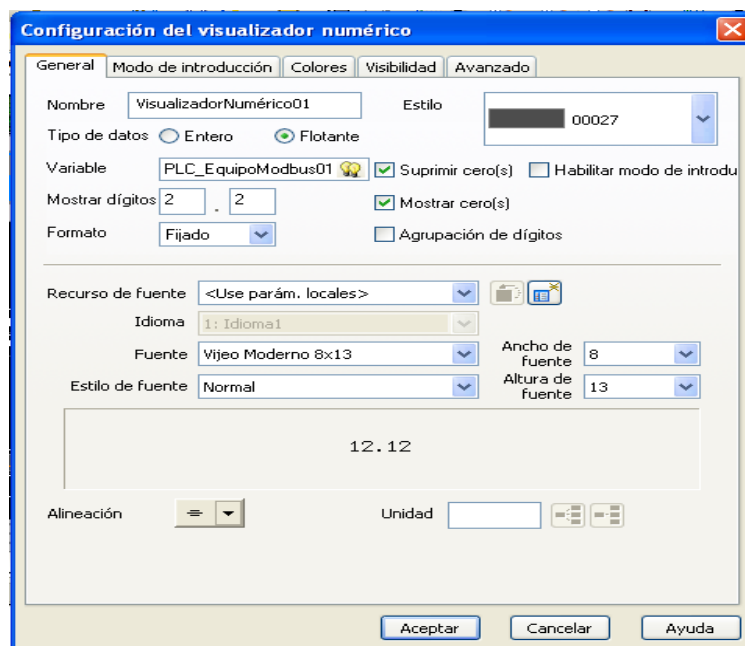 Configuración del visualizador numérico
General Modo de introducción Colores Visibilidad Avanzado
Nombre VisualizadorNumérico01 Estilo 00027
Tipo de datos Entero Flotante
Variable PLC_EquipoModbus01 Suprimir cero(s) Habilitar modo de introdu
Mostrar dígitos 2 . 2 Mostrar cero(s)
Formato Fijado Agrupación de dígitos
Recurso de fuente <Use parám. locales>
Idioma 1: Idioma1
Fuente Vijeo Moderno 8x13 Ancho de fuente 8
Estilo de fuente Normal Altura de fuente 13
12.12
Alineación Unidad
Aceptar Cancelar Ayuda